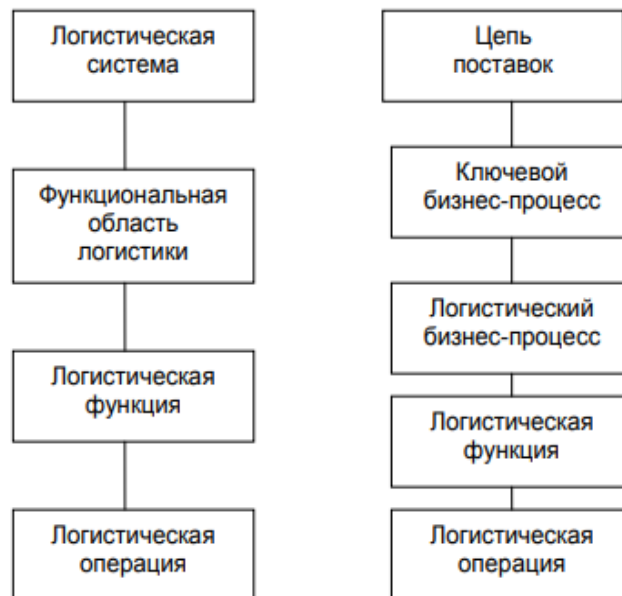 Логистическая
система
Функциональная
область
логистики
Логистическая
функция
Логистическая
операция
Цепь
поставок
Ключевой
бизнес-процесс
Логистический
бизнес-процесс
Логистическая
функция
Логистическая
операция